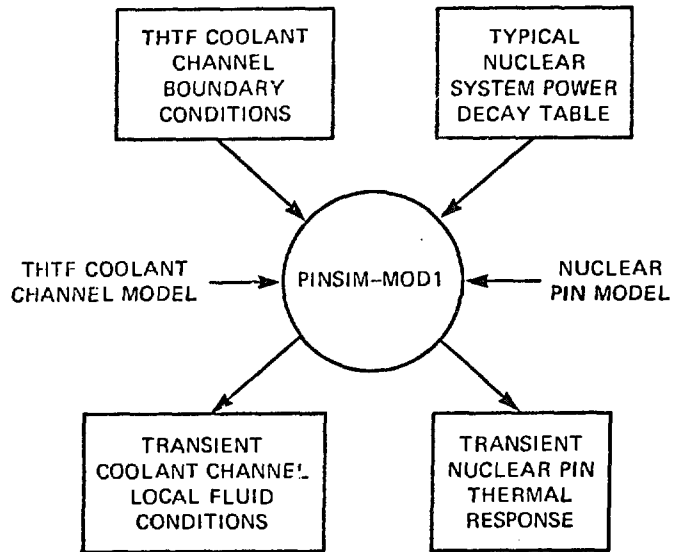 THTF COOLANT
CHANNEL
BOUNDARY
CONDITIONS
TYPICAL
NUCLEAR
SYSTEM POWER
DECAY TABLE
THTF COOLANT
CHANNEL MODEL
PINSIM-MOD1
NUCLEAR
PIN MODEL
TRANSIENT
COOLANT CHANNEL
LOCAL FLUID
CONDITIONS
TRANSIENT
NUCLEAR PIN
THERMAL
RESPONSE